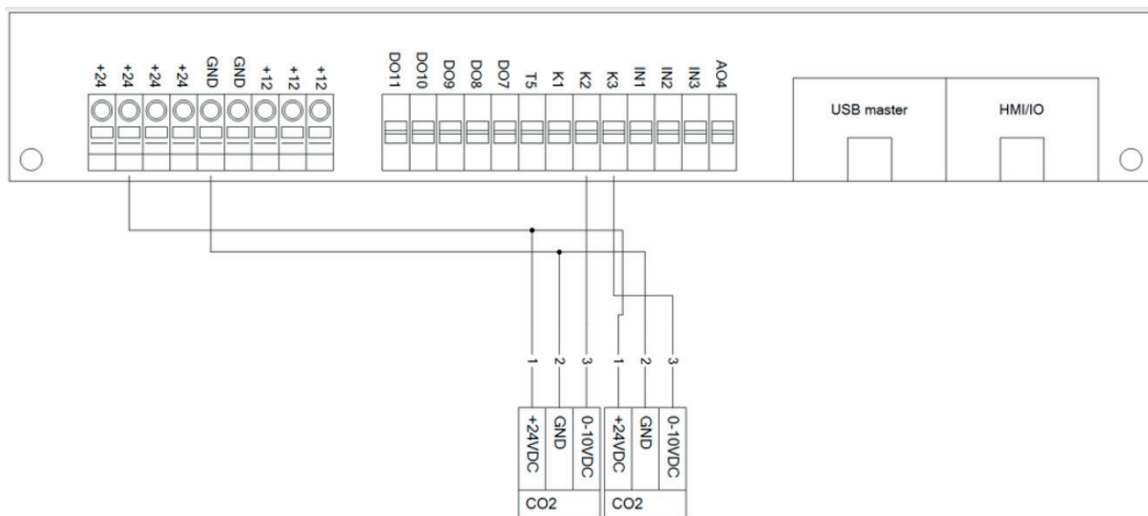 +24
+24
+24
+24
GND
GND
+12
+12
+12
DO11
DO10
DO9
DO8
DO7
T5
K1
K2
K3
IN1
IN2
IN3
AO4
USB master
HMI/IO
1
2
3
1
2
3
+24VDC
GND
0-10VDC
+24VDC
GND
0-10VDC
CO2
CO2